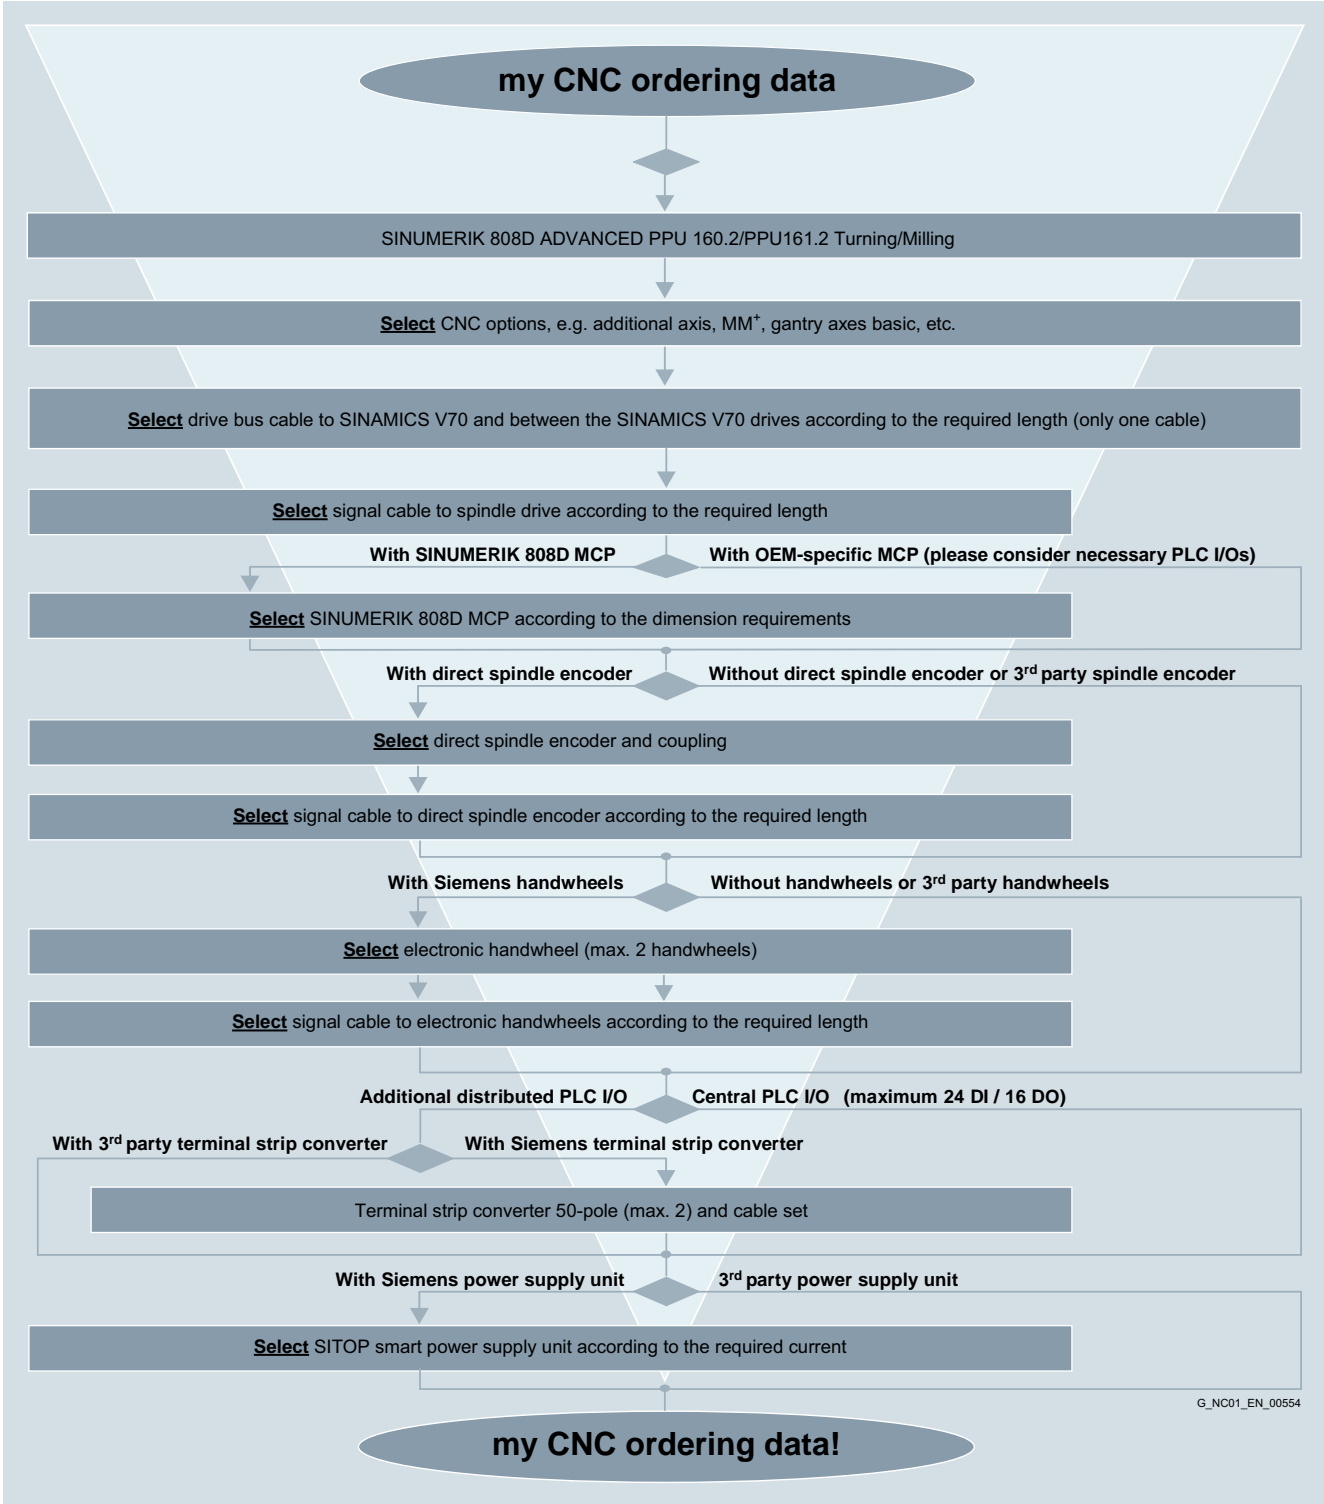 my CNC ordering data
SINUMERIK 808D ADVANCED PPU 160.2/PPU161.2 Turning/Milling
Select CNC options, e.g. additional axis, MM+, gantry axes basic, etc.
Select drive bus cable to SINAMICS V70 and between the SINAMICS V70 drives according to the required length (only one cable)
Select signal cable to spindle drive according to the required length
With SINUMERIK 808D MCP
With OEM-specific MCP (please consider necessary PLC I/Os)
Select SINUMERIK 808D MCP according to the dimension requirements
With direct spindle encoder
Without direct spindle encoder or 3rd party spindle encoder
Select direct spindle encoder and coupling
Select signal cable to direct spindle encoder according to the required length
With Siemens handwheels
Without handwheels or 3rd party handwheels
Select electronic handwheel (max. 2 handwheels)
Select signal cable to electronic handwheels according to the required length
Additional distributed PLC I/O
Central PLC I/O (maximum 24 DI / 16 DO)
With 3rd party terminal strip converter
With Siemens terminal strip converter
Terminal strip converter 50-pole (max. 2) and cable set
With Siemens power supply unit
3rd party power supply unit
Select SITOP smart power supply unit according to the required current
G_NC01_EN_00554
my CNC ordering data!